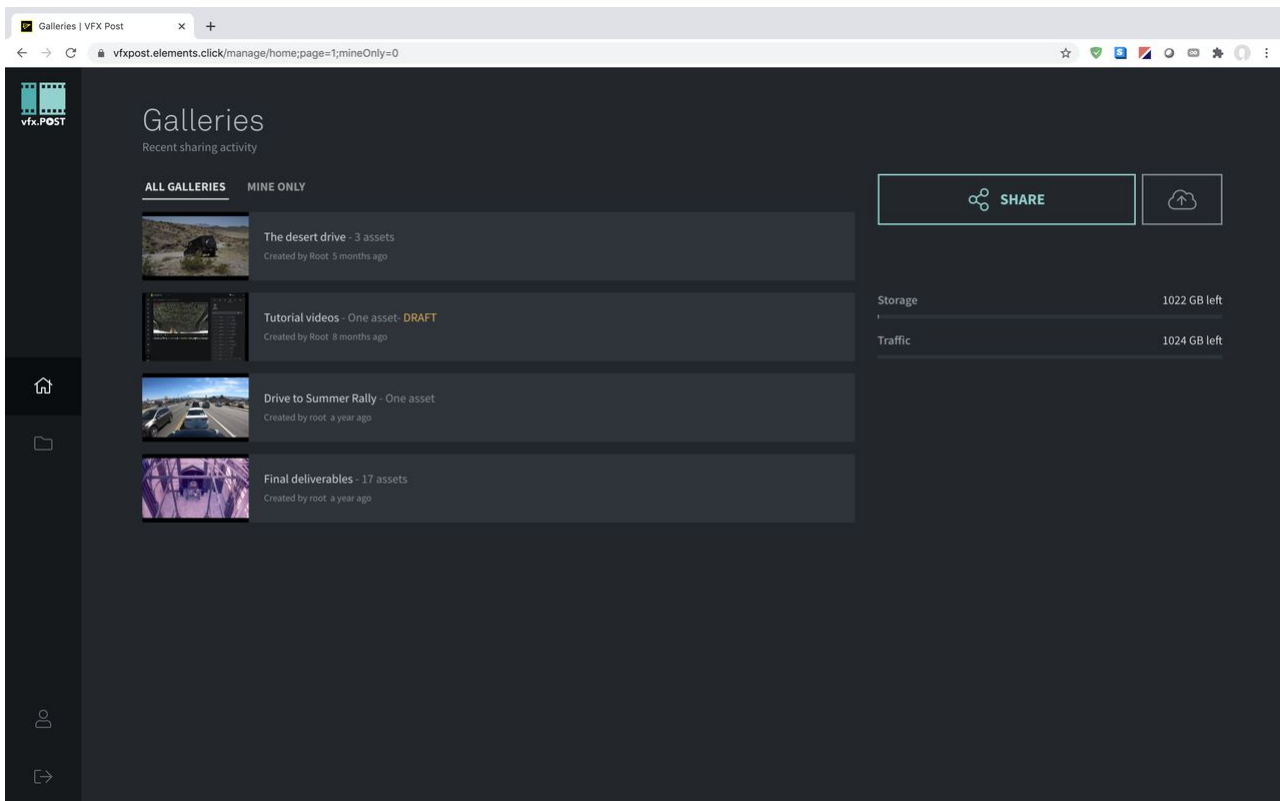 Galleries | VFX Post
vfxpost.elements.click/manage/home;page=1;mineOnly=0
vfx.POST
Galleries
Recent sharing activity
ALL GALLERIES MINE ONLY
SHARE
The desert drive - 3 assets
Created by Root 5 months ago
Tutorial videos - One asset- DRAFT
Created by Root 8 months ago
Storage 1022 GB left
Traffic 1024 GB left
Drive to Summer Rally - One asset
Created by root a year ago
Final deliverables - 17 assets
Created by root a year ago